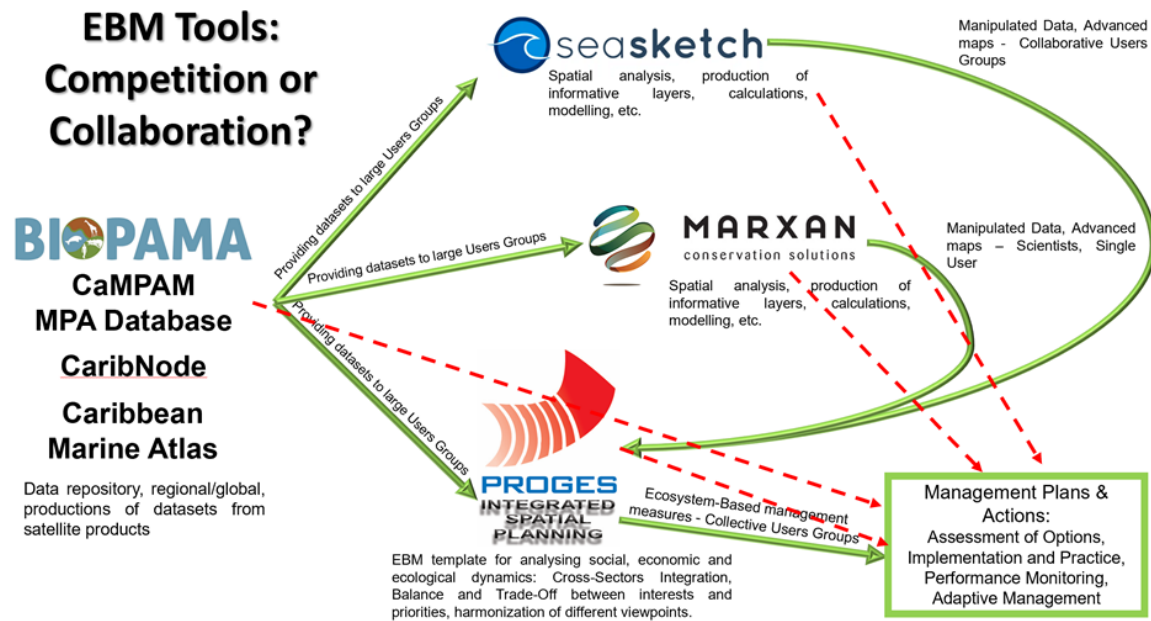 EBM Tools:
Competition or
Collaboration?
BIOPAMA
CaMPAM
MPA Database
CaribNode
Caribbean
Marine Atlas
Data repository, regional/global,
productions of datasets from
satellite products
Providing datasets to large Users Groups
Providing datasets to large Users Groups
Providing datasets to large Users Groups
seasketch
Spatial analysis, production of
informative layers, calculations,
modelling, etc.
Manipulated Data, Advanced
maps - Collaborative Users
Groups
MARXAN
conservation solutions
Spatial analysis, production of
informative layers, calculations,
modelling, etc.
Manipulated Data, Advanced
maps – Scientists, Single
User
PROGES
INTEGRATED
SPATIAL
PLANNING
EBM template for analysing social, economic and
ecological dynamics: Cross-Sectors Integration,
Balance and Trade-Off between interests and
priorities, harmonization of different viewpoints.
Ecosystem-Based management
measures - Collective Users Groups
Management Plans &
Actions:
Assessment of Options,
Implementation and Practice,
Performance Monitoring,
Adaptive Management